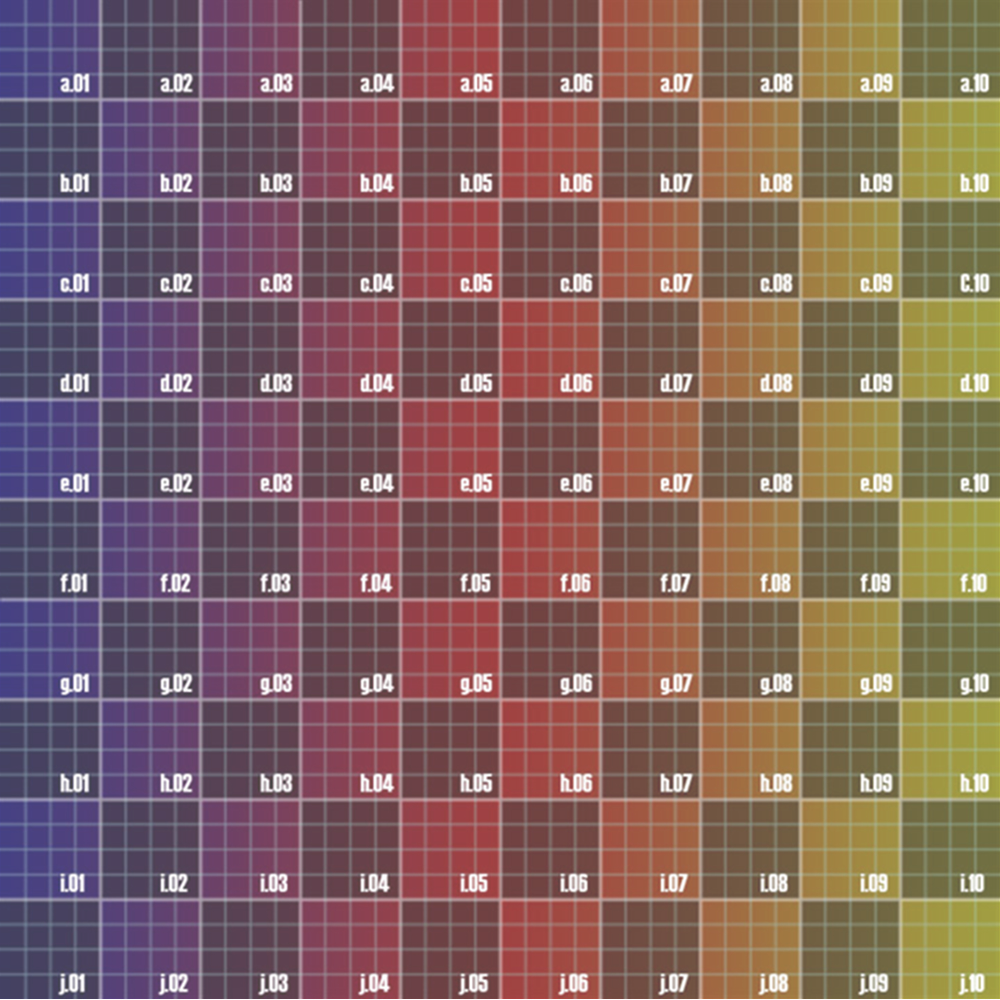 a.01 a.02 a.03 a.04 a.05 a.06 a.07 a.08 a.09 a.10
b.01 b.02 b.03 b.04 b.05 b.06 b.07 b.08 b.09 b.10
c.01 c.02 c.03 c.04 c.05 c.06 c.07 c.08 c.09 C.10
d.01 d.02 d.03 d.04 d.05 d.06 d.07 d.08 d.09 d.10
e.01 e.02 e.03 e.04 e.05 e.06 e.07 e.08 e.09 e.10
f.01 f.02 f.03 f.04 f.05 f.06 f.07 f.08 f.09 f.10
g.01 g.02 g.03 g.04 g.05 g.06 g.07 g.08 g.09 g.10
h.01 h.02 h.03 h.04 h.05 h.06 h.07 h.08 h.09 h.10
i.01 i.02 i.03 i.04 i.05 i.06 i.07 i.08 i.09 i.10
j.01 j.02 j.03 j.04 j.05 j.06 j.07 j.08 j.09 j.10